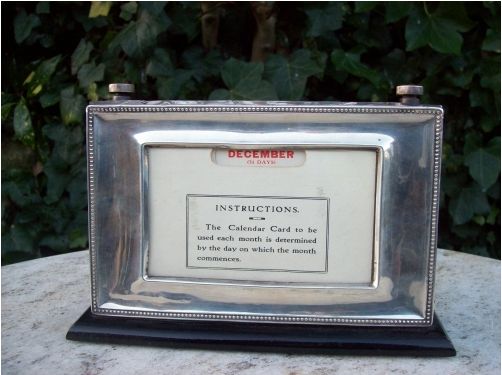 DECEMBER
(31 DAYS)
INSTRUCTIONS.
The Calendar Card to be
used each month is determined
by the day on which the month
commences.